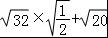 √32 × √(1/2) + √20